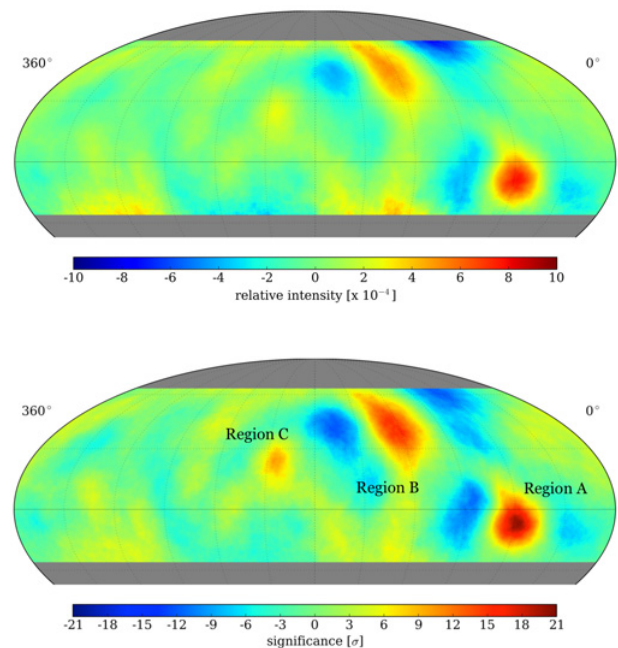 360° 0°
-10 -8 -6 -4 -2 0 2 4 6 8 10
relative intensity [x 10⁻⁴]
360° 0°
Region C
Region B Region A
-21 -18 -15 -12 -9 -6 -3 0 3 6 9 12 15 18 21
significance [σ]